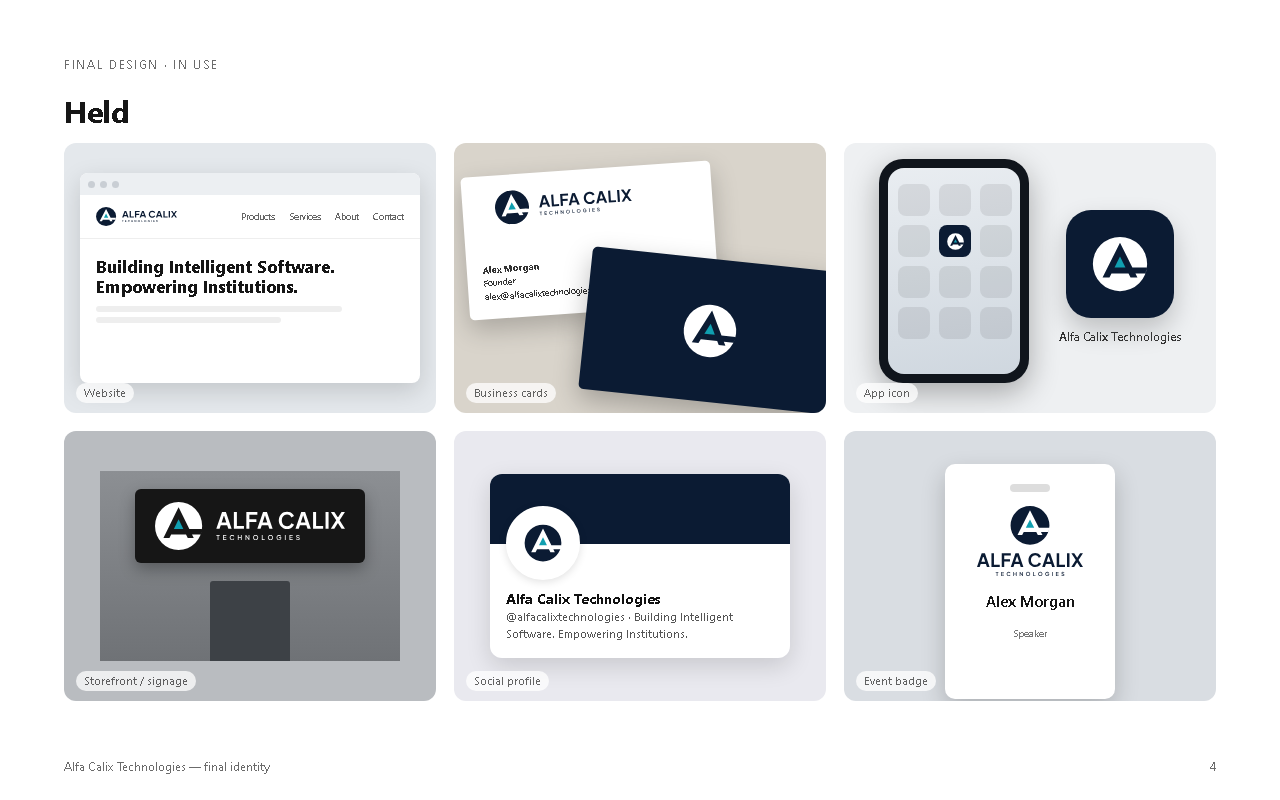 FINAL DESIGN · IN USE
Held
ALFA CALIX
TECHNOLOGIES
Products Services About Contact
Building Intelligent Software.
Empowering Institutions.
Website
ALFA CALIX
TECHNOLOGIES
Alex Morgan
Founder
alex@alfacalixtechnologies
Business cards
Alfa Calix Technologies
App icon
ALFA CALIX
TECHNOLOGIES
Storefront / signage
Alfa Calix Technologies
@alfacalixtechnologies · Building Intelligent
Software. Empowering Institutions.
Social profile
ALFA CALIX
TECHNOLOGIES
Alex Morgan
Speaker
Event badge
Alfa Calix Technologies — final identity
4